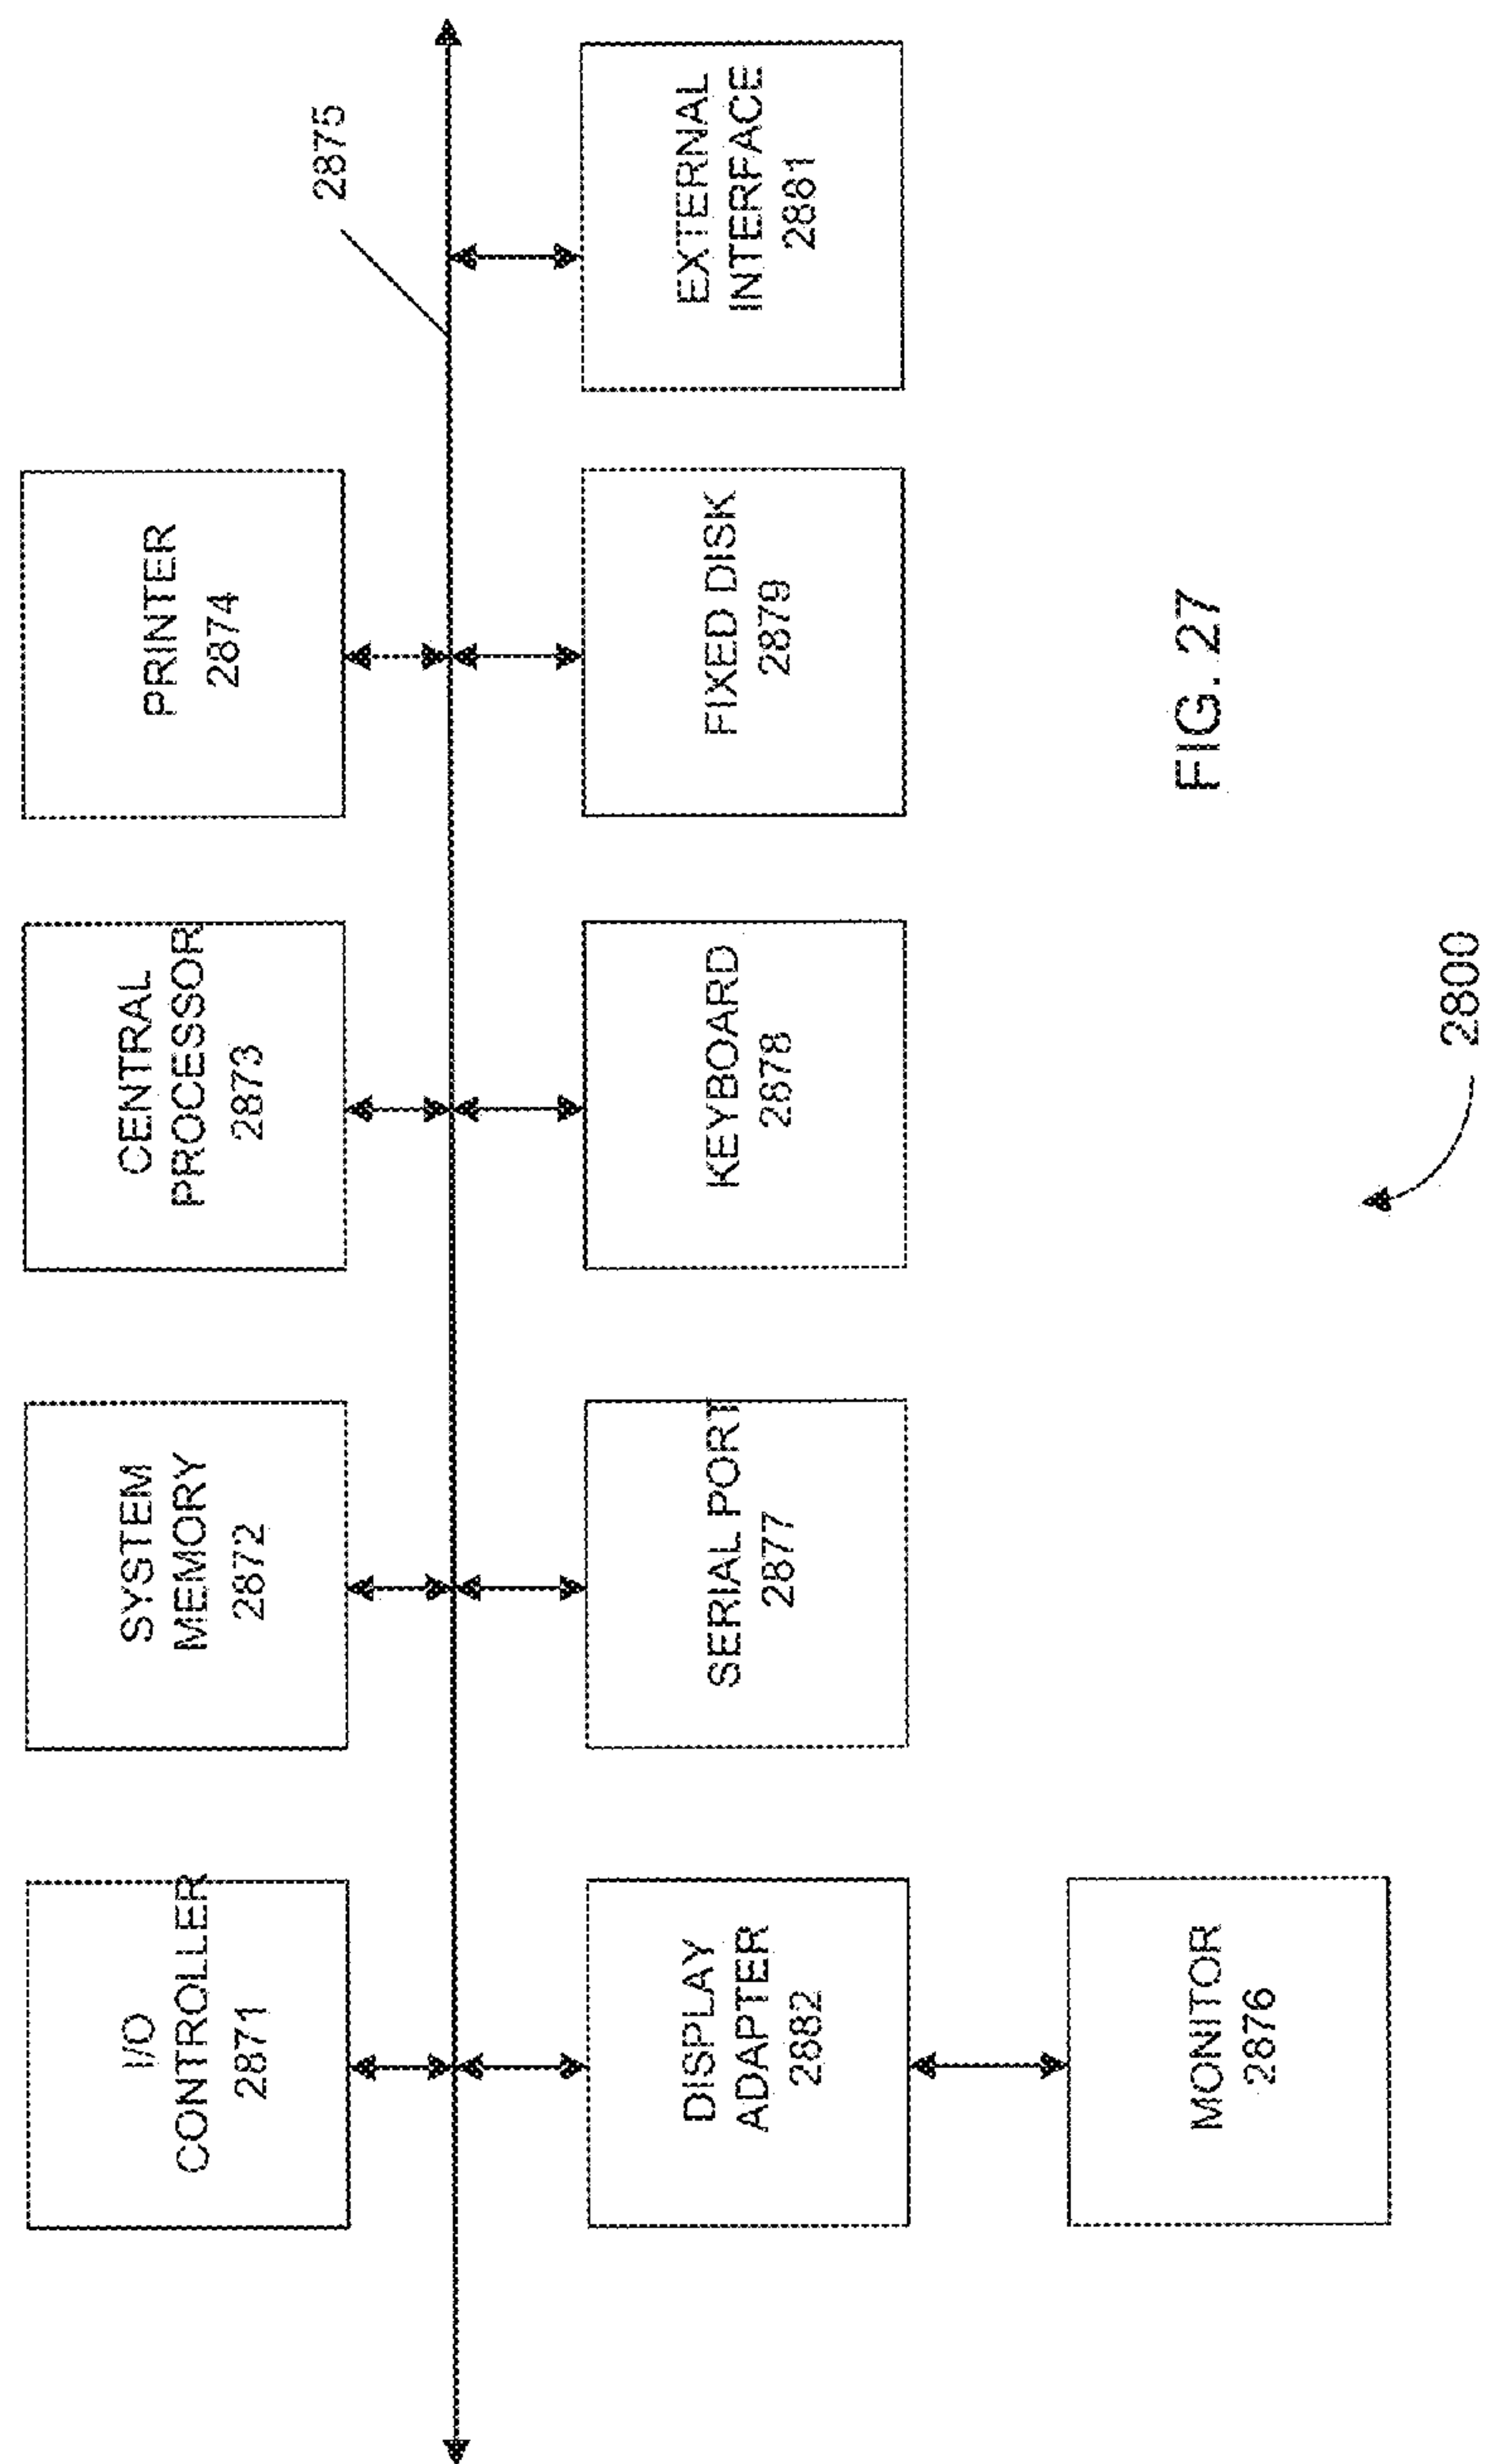 I/O
CONTROLLER
2871
SYSTEM
MEMORY
2872
CENTRAL
PROCESSOR
2873
PRINTER
2874
2875
DISPLAY
ADAPTER
2882
SERIAL PORT
2877
KEYBOARD
2878
FIXED DISK
2879
EXTERNAL
INTERFACE
2881
MONITOR
2876
FIG. 27
2800